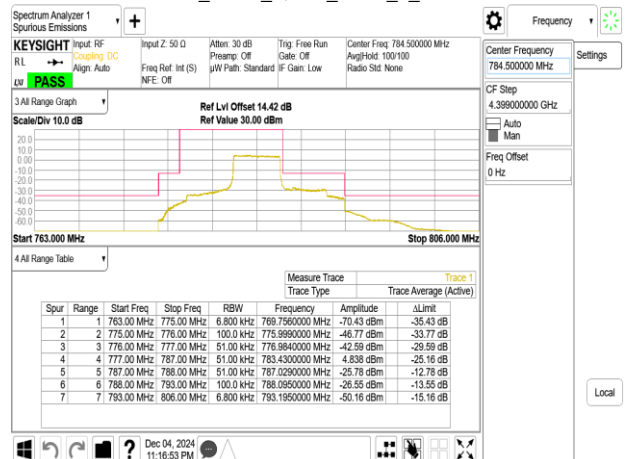 Spectrum Analyzer 1
Spurious Emissions
▼
+
Frequency
▼
KEYSIGHT
Input: RF
Input Z: 50 Ω
Atten: 30 dB
Trig: Free Run
Center Freq: 784.500000 MHz
RL
Coupling: DC
Preamp: Off
Gate: Off
Avg|Hold: 100/100
Align: Auto
Freq Ref: Int (S)
µW Path: Standard
IF Gain: Low
Radio Std: None
LXI
PASS
NFE: Off
Center Frequency
784.500000 MHz
Settings
CF Step
4.399000000 GHz
Auto
Man
Freq Offset
0 Hz
Local
3 All Range Graph
▼
Ref Lvl Offset 14.42 dB
Scale/Div 10.0 dB
Ref Value 30.00 dBm
20.0
10.0
0.00
-10.0
-20.0
-30.0
-40.0
-50.0
-60.0
Start 763.000 MHz
Stop 806.000 MHz
4 All Range Table
▼
Measure Trace Trace 1
Trace Type Trace Average (Active)
Spur Range Start Freq Stop Freq RBW Frequency Amplitude ΔLimit
1 1 763.00 MHz 775.00 MHz 6.800 kHz 769.7560000 MHz -70.43 dBm -35.43 dB
2 2 775.00 MHz 776.00 MHz 100.0 kHz 775.9990000 MHz -46.77 dBm -33.77 dB
3 3 776.00 MHz 777.00 MHz 51.00 kHz 776.9840000 MHz -42.59 dBm -29.59 dB
4 4 777.00 MHz 787.00 MHz 51.00 kHz 783.4300000 MHz 4.838 dBm -25.16 dB
5 5 787.00 MHz 788.00 MHz 51.00 kHz 787.0290000 MHz -25.78 dBm -12.78 dB
6 6 788.00 MHz 793.00 MHz 100.0 kHz 788.0950000 MHz -26.55 dBm -13.55 dB
7 7 793.00 MHz 806.00 MHz 6.800 kHz 793.1950000 MHz -50.16 dBm -15.16 dB
?
Dec 04, 2024
11:16:53 PM